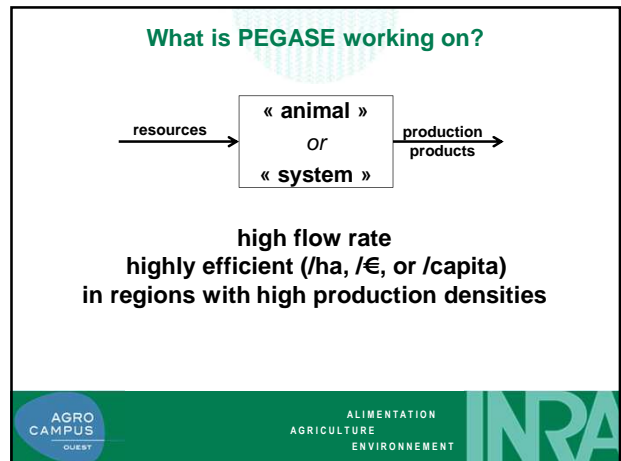 What is PEGASE working on?
resources
« animal »
or
« system »
production
products
high flow rate
highly efficient (/ha, /€, or /capita)
in regions with high production densities
AGRO
CAMPUS
OUEST
ALIMENTATION
AGRICULTURE
ENVIRONNEMENT
INRA